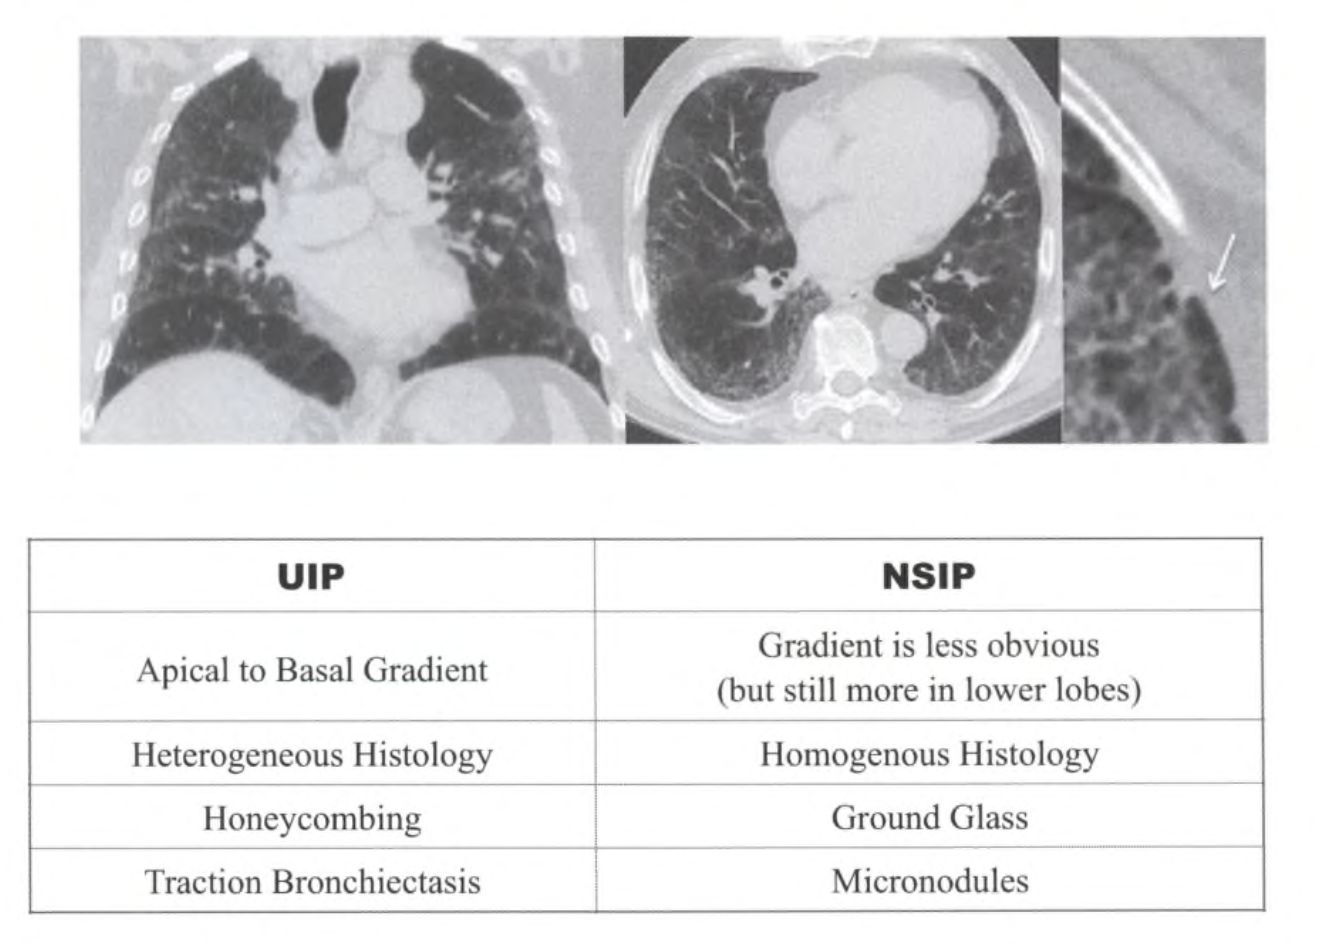 UIP
NSIP
Apical to Basal Gradient
Gradient is less obvious
(but still more in lower lobes)
Heterogeneous Histology
Homogenous Histology
Honeycombing
Ground Glass
Traction Bronchiectasis
Micronodules